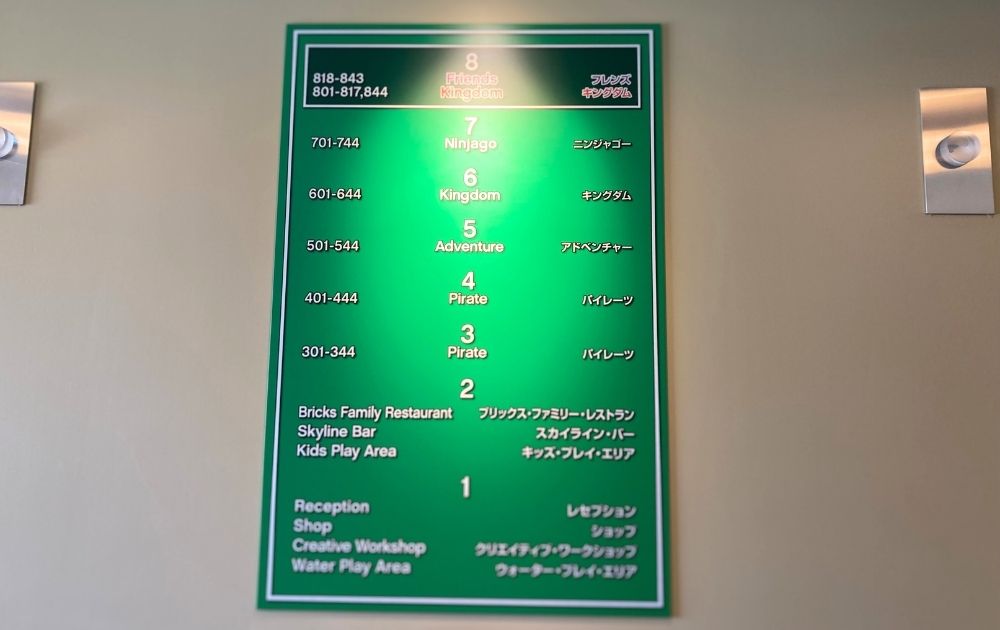 8
818-843 Friends フレンズ
801-817,844 Kingdom キングダム
7
701-744 Ninjago ニンジャゴー
6
601-644 Kingdom キングダム
5
501-544 Adventure アドベンチャー
4
401-444 Pirate パイレーツ
3
301-344 Pirate パイレーツ
2
Bricks Family Restaurant ブリックス・ファミリー・レストラン
Skyline Bar スカイライン・バー
Kids Play Area キッズ・プレイ・エリア
1
Reception レセプション
Shop ショップ
Creative Workshop クリエイティブ・ワークショップ
Water Play Area ウォーター・プレイ・エリア